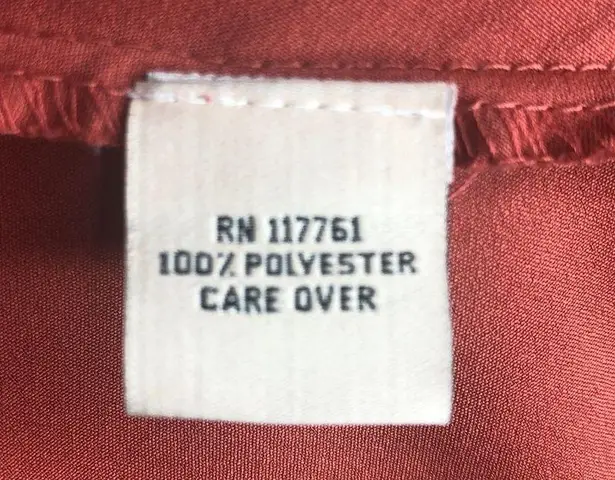 RN 117761
100% POLYESTER
CARE OVER